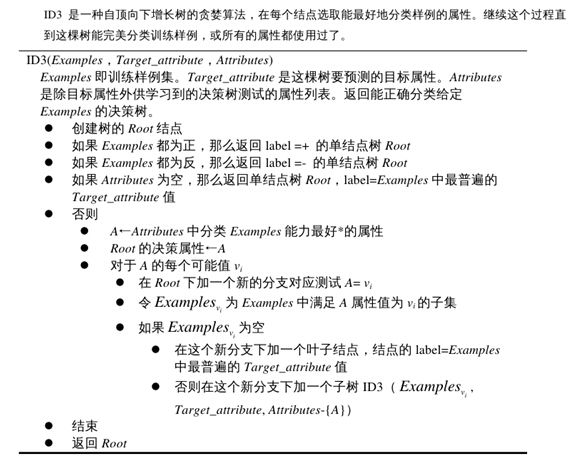 ID3 是一种自顶向下增长树的贪婪算法，在每个结点选取能最好地分类样例的属性。继续这个过程直
到这棵树能完美分类训练样例，或所有的属性都使用过了。
ID3(Examples，Target_attribute，Attributes)
Examples 即训练样例集。Target_attribute 是这棵树要预测的目标属性。Attributes
是除目标属性外供学习到的决策树测试的属性列表。返回能正确分类给定
Examples 的决策树。
● 创建树的 Root 结点
● 如果 Examples 都为正，那么返回 label =+ 的单结点树 Root
● 如果 Examples 都为反，那么返回 label =- 的单结点树 Root
● 如果 Attributes 为空，那么返回单结点树 Root，label=Examples 中最普遍的
Target_attribute 值
● 否则
● A←Attributes 中分类 Examples 能力最好*的属性
● Root 的决策属性←A
● 对于 A 的每个可能值 vi
● 在 Root 下加一个新的分支对应测试 A= vi
● 令 Examplesvi 为 Examples 中满足 A 属性值为 vi 的子集
● 如果 Examplesvi 为空
● 在这个新分支下加一个叶子结点，结点的 label=Examples
中最普遍的 Target_attribute 值
● 否则在这个新分支下加一个子树 ID3（ Examplesvi ,
Target_attribute, Attributes-{A}）
● 结束
● 返回 Root